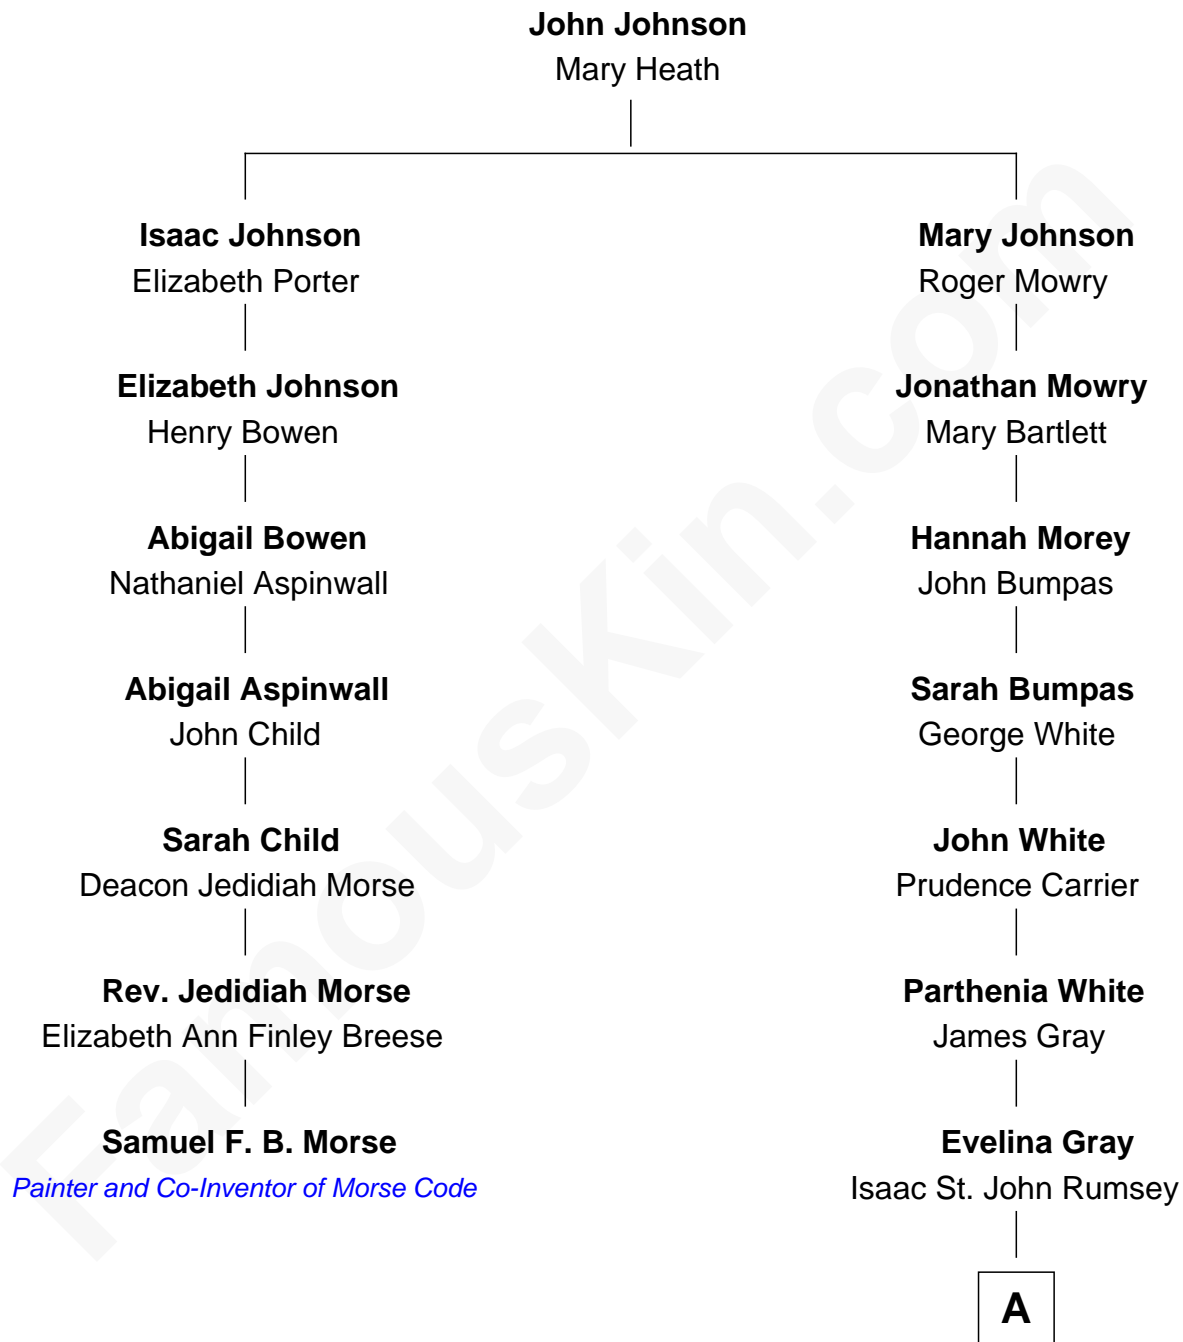 John Johnson
Mary Heath
Isaac Johnson
Elizabeth Porter
Elizabeth Johnson
Henry Bowen
Abigail Bowen
Nathaniel Aspinwall
Abigail Aspinwall
John Child
Sarah Child
Deacon Jedidiah Morse
Rev. Jedidiah Morse
Elizabeth Ann Finley Breese
Samuel F. B. Morse
Painter and Co-Inventor of Morse Code
Mary Johnson
Roger Mowry
Jonathan Mowry
Mary Bartlett
Hannah Morey
John Bumpas
Sarah Bumpas
George White
John White
Prudence Carrier
Parthenia White
James Gray
Evelina Gray
Isaac St. John Rumsey
A
FamousKin.com